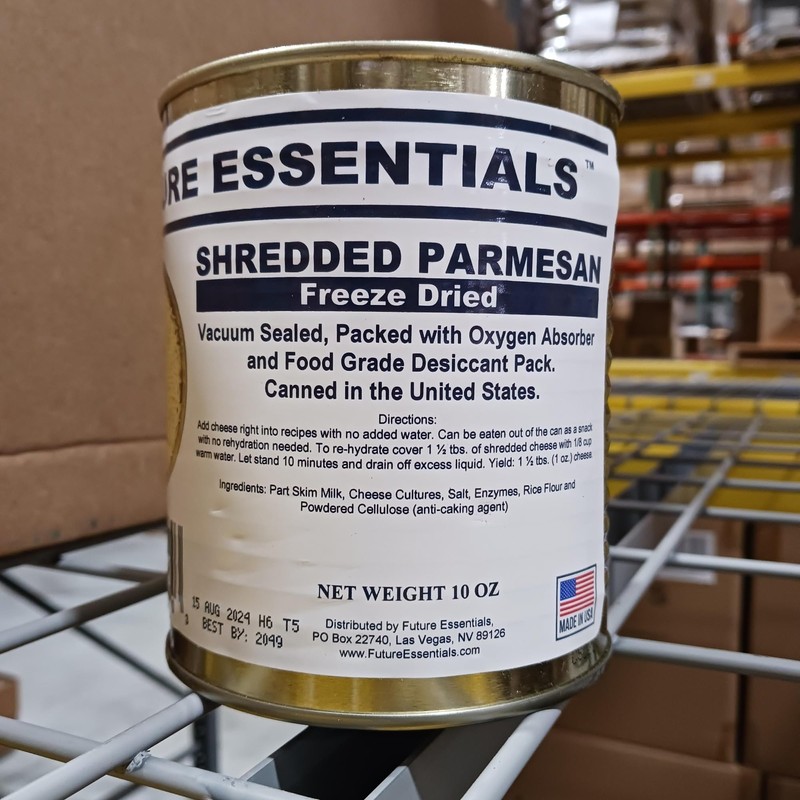 URE ESSENTIALS™
SHREDDED PARMESAN
Freeze Dried
Vacuum Sealed, Packed with Oxygen Absorber
and Food Grade Desiccant Pack.
Canned in the United States.
Directions:
Add cheese right into recipes with no added water. Can be eaten out of the can as a snack
with no rehydration needed. To re-hydrate cover 1 ½ tbs. of shredded cheese with 1/8 cup
warm water. Let stand 10 minutes and drain off excess liquid. Yield: 1 ½ tbs. (1 oz.) cheese
Ingredients: Part Skim Milk, Cheese Cultures, Salt, Enzymes, Rice Flour and
Powdered Cellulose (anti-caking agent)
NET WEIGHT 10 OZ
15 AUG 2024 H6 T5
BEST BY: 2049
Distributed by Future Essentials,
PO Box 22740, Las Vegas, NV 89126
www.FutureEssentials.com
MADE IN USA